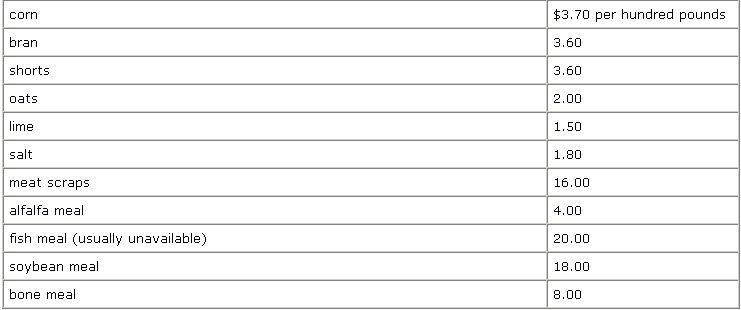 corn $3.70 per hundred pounds
bran 3.60
shorts 3.60
oats 2.00
lime 1.50
salt 1.80
meat scraps 16.00
alfalfa meal 4.00
fish meal (usually unavailable) 20.00
soybean meal 18.00
bone meal 8.00